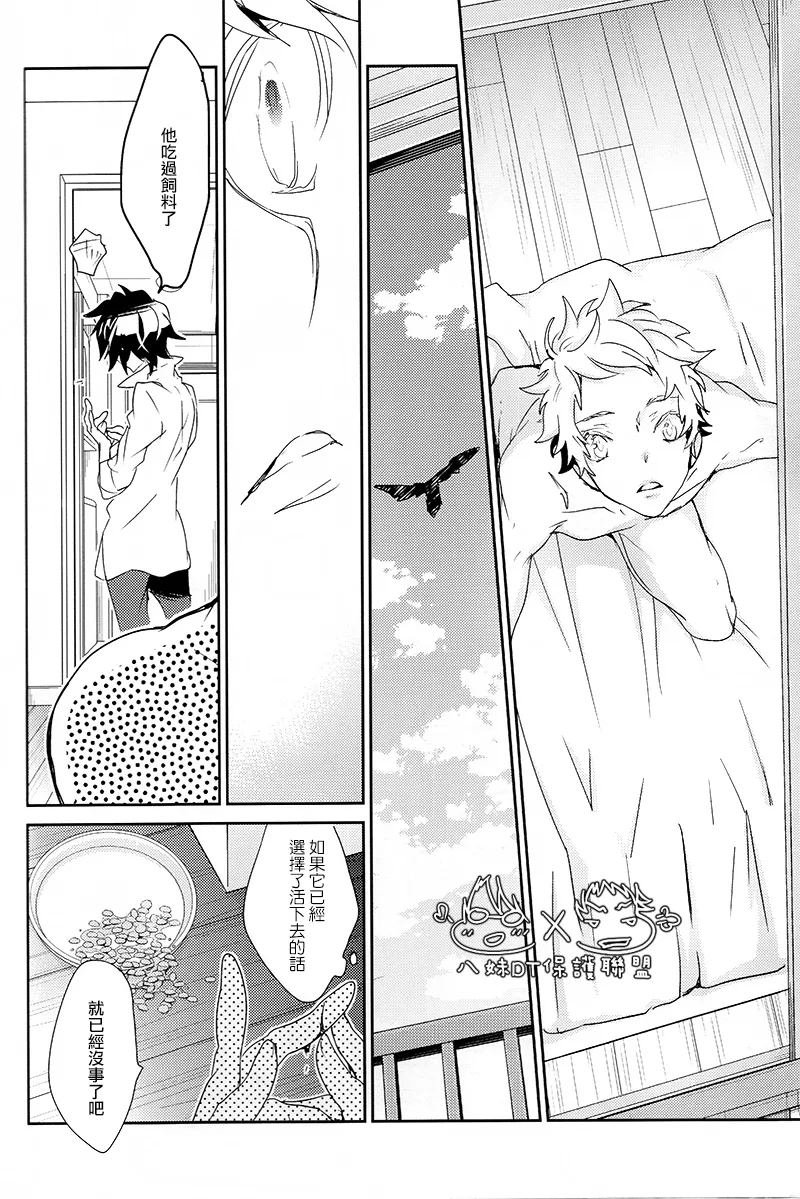 他吃過飼料了
如果它已經
選擇了活下去的話
就已經沒事了吧
八妹DT保護聯盟